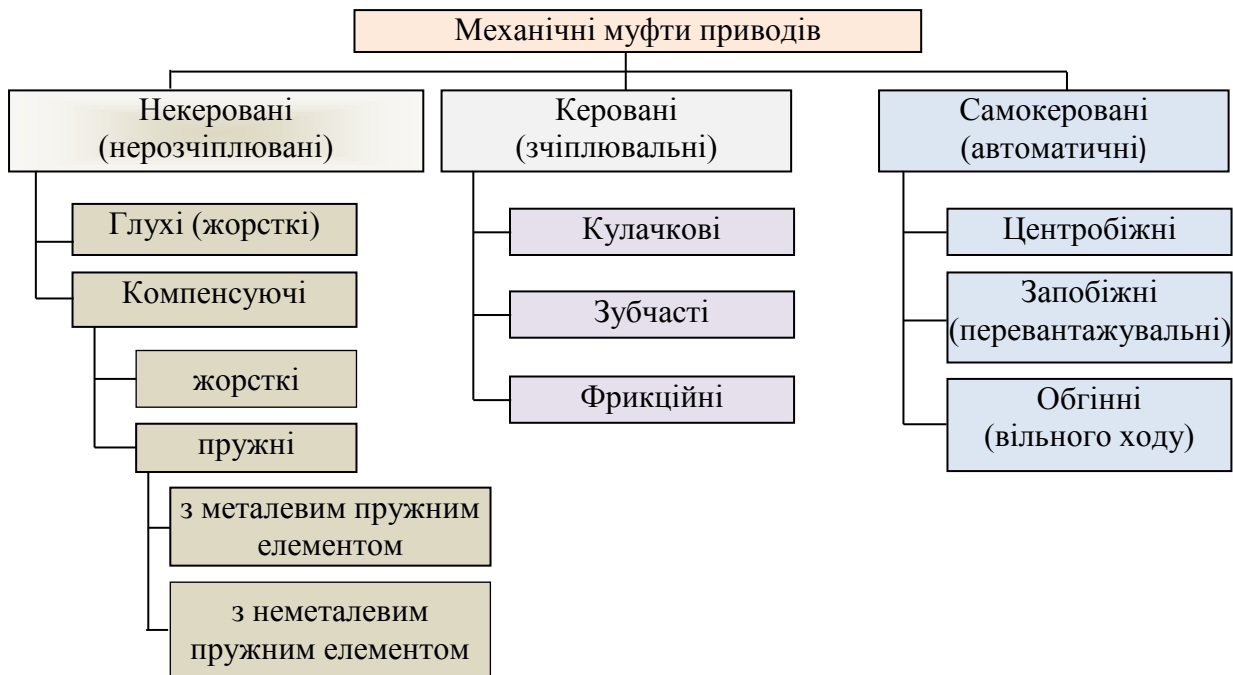 Механічні муфти приводів
Некеровані
(нерозчіплювані)
Глухі (жорсткі)
Компенсуючі
жорсткі
пружні
з металевим пружним
елементом
з неметалевим
пружним елементом
Керовані
(зчіплювальні)
Кулачкові
Зубчасті
Фрикційні
Самокеровані
(автоматичні)
Центробіжні
Запобіжні
(перевантажувальні)
Обгінні
(вільного ходу)